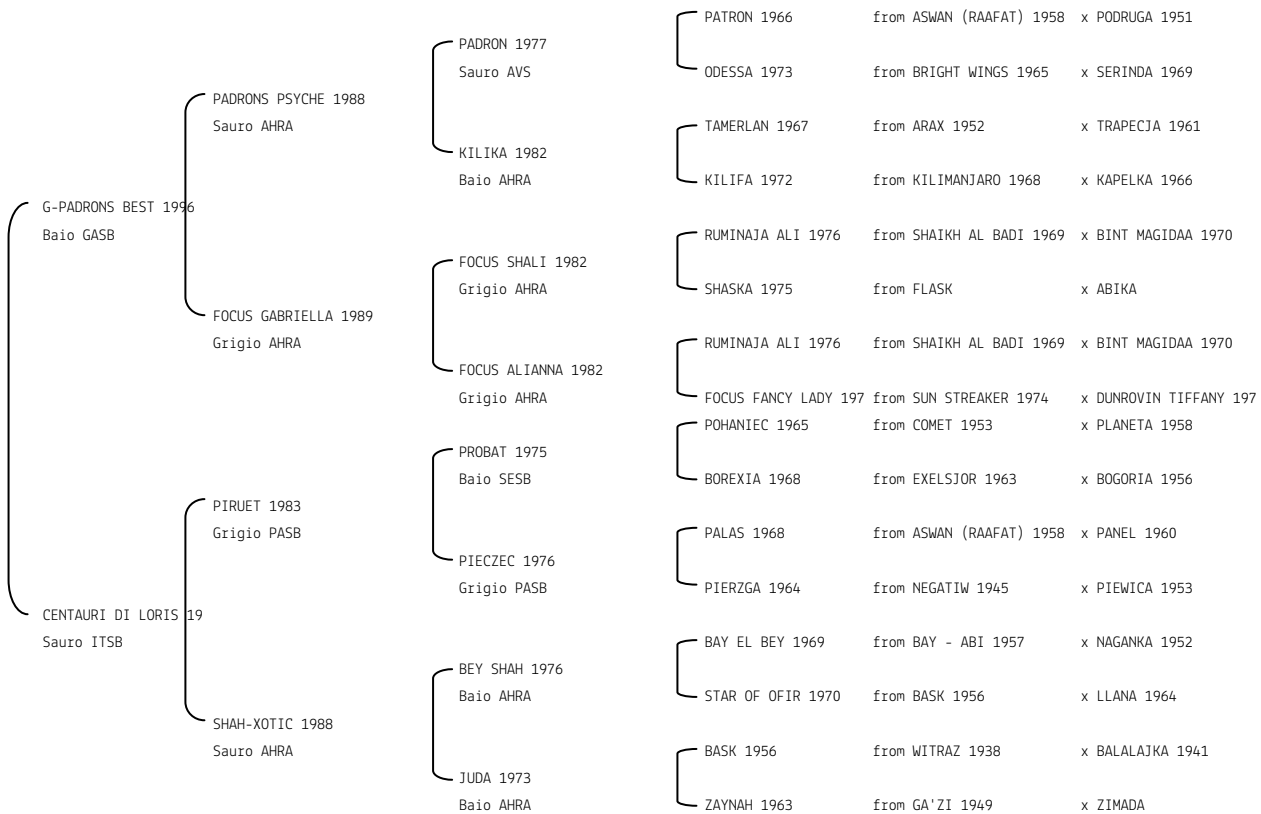 PATRON 1966 from ASWAN (RAAFAT) 1958 x PODRUGA 1951
PADRON 1977
Sauro AVS
ODESSA 1973 from BRIGHT WINGS 1965 x SERINDA 1969
PADRONS PSYCHE 1988
Sauro AHRA
TAMERLAN 1967 from ARAX 1952 x TRAPECJA 1961
KILIKA 1982
Baio AHRA
KILIFA 1972 from KILIMANJARO 1968 x KAPELKA 1966
G-PADRONS BEST 1996
Baio GASB
RUMINAJA ALI 1976 from SHAIKH AL BADI 1969 x BINT MAGIDAA 1970
FOCUS SHALI 1982
Grigio AHRA
SHASKA 1975 from FLASK x ABIKA
FOCUS GABRIELLA 1989
Grigio AHRA
RUMINAJA ALI 1976 from SHAIKH AL BADI 1969 x BINT MAGIDAA 1970
FOCUS ALIANNA 1982
Grigio AHRA
FOCUS FANCY LADY 197 from SUN STREAKER 1974 x DUNROVIN TIFFANY 197
POHANIEC 1965 from COMET 1953 x PLANETA 1958
PROBAT 1975
Baio SESB
BOREXIA 1968 from EXELSJOR 1963 x BOGORIA 1956
PIRUET 1983
Grigio PASB
PALAS 1968 from ASWAN (RAAFAT) 1958 x PANEL 1960
PIECZEC 1976
Grigio PASB
PIERZGA 1964 from NEGATIW 1945 x PIEWICA 1953
CENTAURI DI LORIS 19
Sauro ITSB
BAY EL BEY 1969 from BAY - ABI 1957 x NAGANKA 1952
BEY SHAH 1976
Baio AHRA
STAR OF OFIR 1970 from BASK 1956 x LLANA 1964
SHAH-XOTIC 1988
Sauro AHRA
BASK 1956 from WITRAZ 1938 x BALALAJKA 1941
JUDA 1973
Baio AHRA
ZAYNAH 1963 from GA'ZI 1949 x ZIMADA